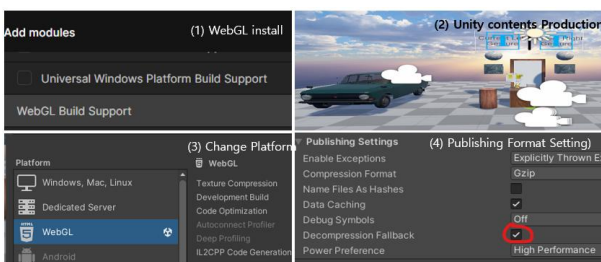 Add modules
(1) WebGL install
Universal Windows Platform Build Support
WebGL Build Support
(2) Unity contents Production
Right
(3) Change Platform
Platform
WebGL
Windows, Mac, Linux
Texture Compression
Development Build
Dedicated Server
Code Optimization
Autoconnect Profiler
WebGL
Deep Profiling
IL2CPP Code Generation
Android
Publishing Settings
(4) Publishing Format Setting)
Enable Exceptions
Explicitly Thrown E
Compression Format
Gzip
Name Files As Hashes
Data Caching
Debug Symbols
Off
Decompression Fallback
Power Preference
High Performance